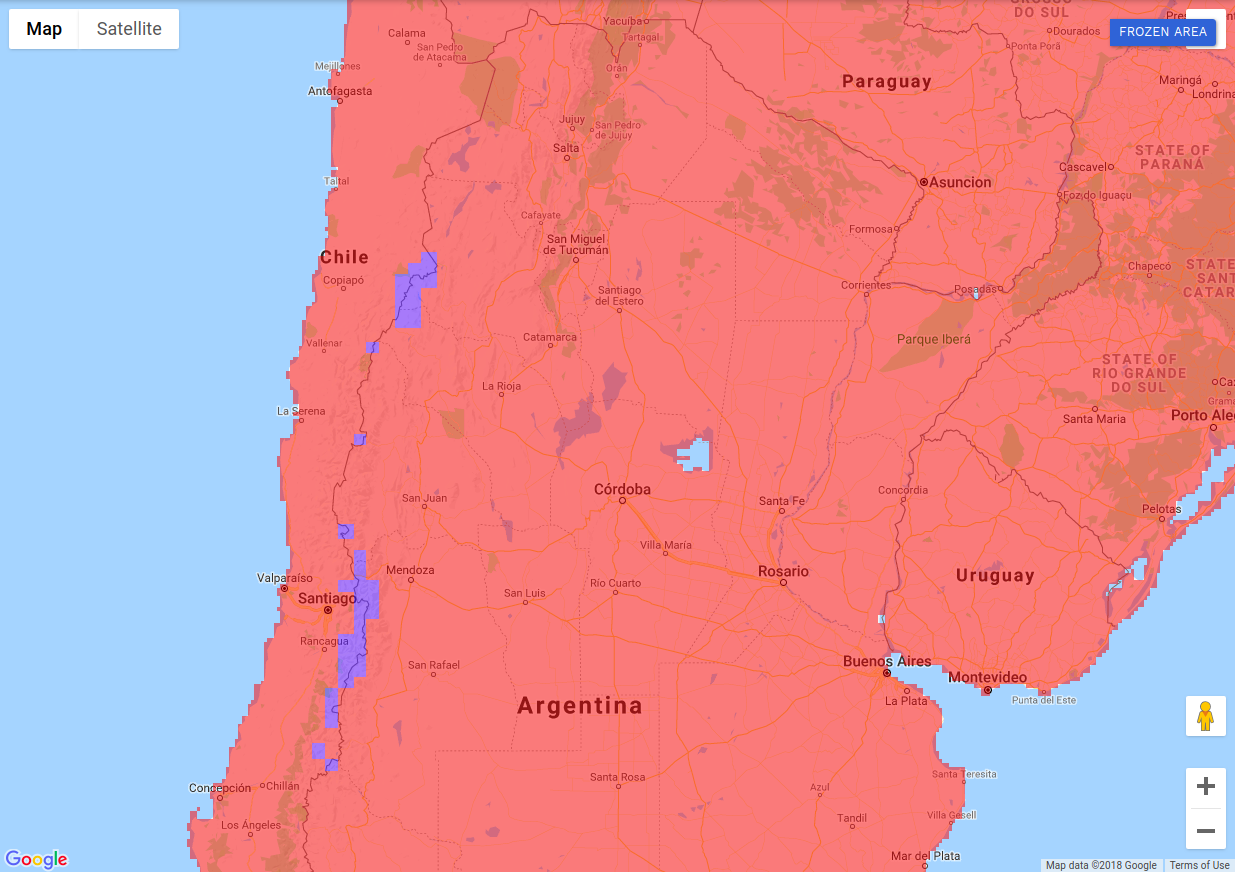 Map
Satellite
FROZEN AREA
DO SUL
Yacuíba
Tartagal
Calama
San Pedro
de Atacama
Dourados
Ponta Porã
Orán
Mejillones
Antofagasta
Paraguay
Maringá
Londrina
Jujuy
San Pedro
de Jujuy
Salta
STATE OF
PARANÁ
Cascavel
Taltal
Asuncion
Foz do Iguaçu
Cafayate
Formosa
San Miguel
de Tucumán
Chile
Copiapó
Chapecó
STATE
SANT
CATAR
Corrientes
Posadas
Santiago
del Estero
Vallenar
Catamarca
Parque Iberá
STATE OF
RIO GRANDE
DO SUL
La Rioja
Cax
Grama
La Serena
Santa Maria
Porto Aleg
Córdoba
San Juan
Santa Fe
Concordia
Pelotas
Villa María
Valparaíso
Mendoza
Rosario
Uruguay
Santiago
San Luis
Río Cuarto
Rancagua
San Rafael
Buenos Aires
Montevideo
La Plata
Punta del Este
Argentina
Santa Rosa
Santa Teresita
Concepción
Chillán
Azul
Los Ángeles
Tandil
Villa Gesell
Mar del Plata
Google
Map data ©2018 Google
Terms of Use